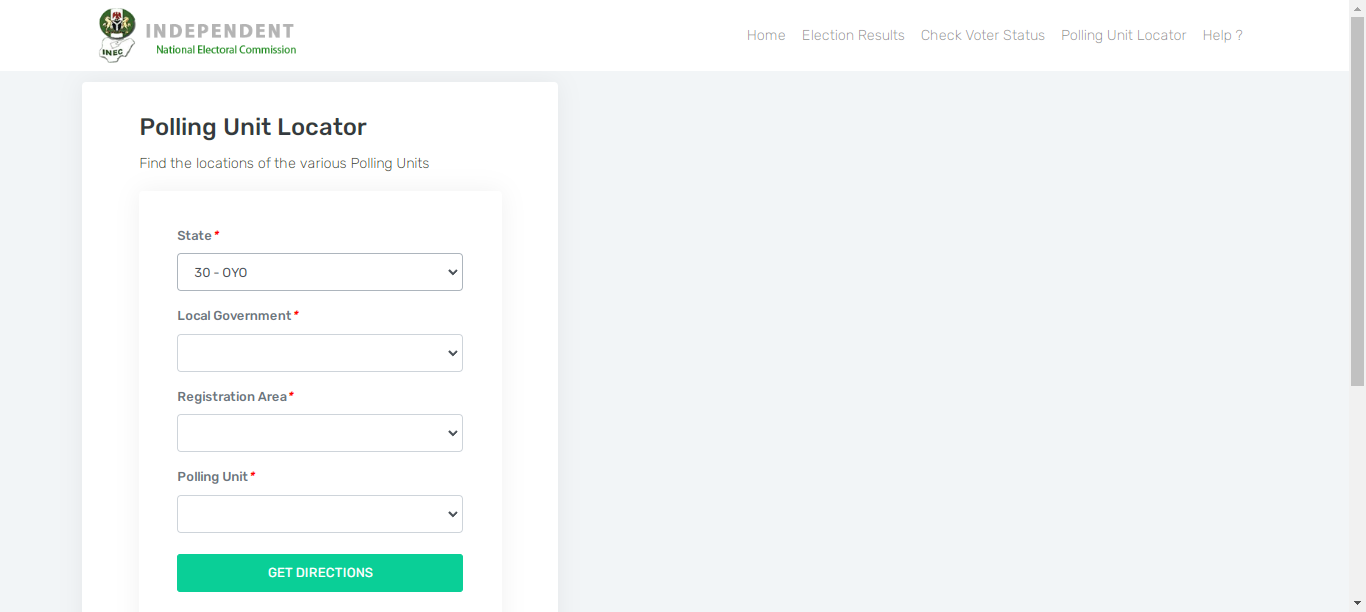 INDEPENDENT
National Electoral Commission
INEC
Home Election Results Check Voter Status Polling Unit Locator Help ?
Polling Unit Locator
Find the locations of the various Polling Units
State*
30 - OYO
Local Government*
Registration Area*
Polling Unit*
GET DIRECTIONS